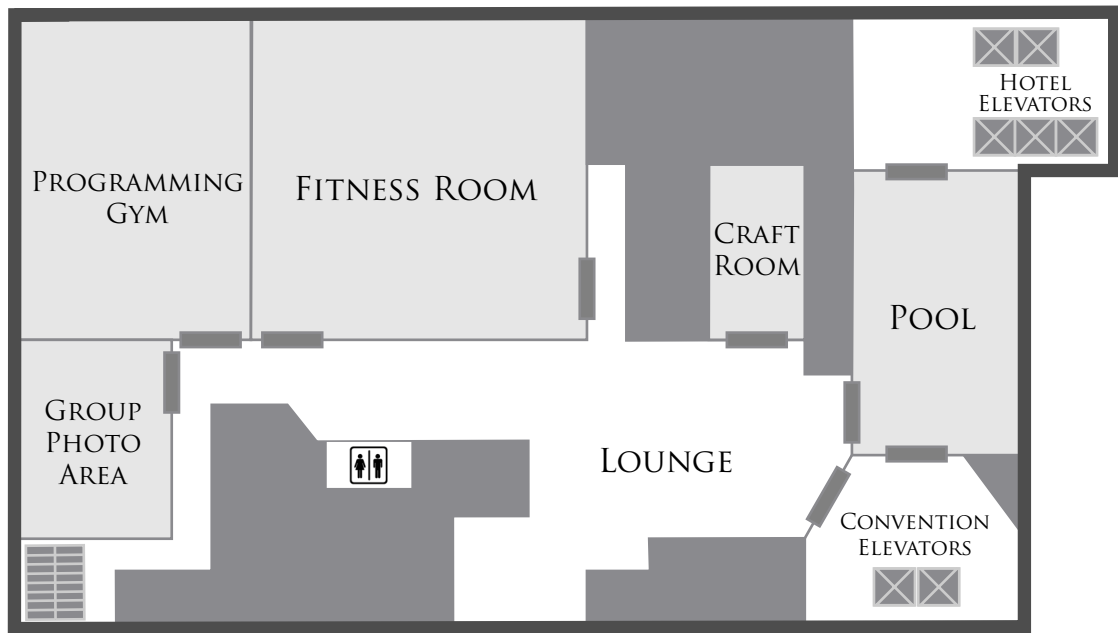 HOTEL
ELEVATORS
PROGRAMMING
GYM
FITNESS ROOM
CRAFT
ROOM
POOL
GROUP
PHOTO
AREA
LOUNGE
CONVENTION
ELEVATORS